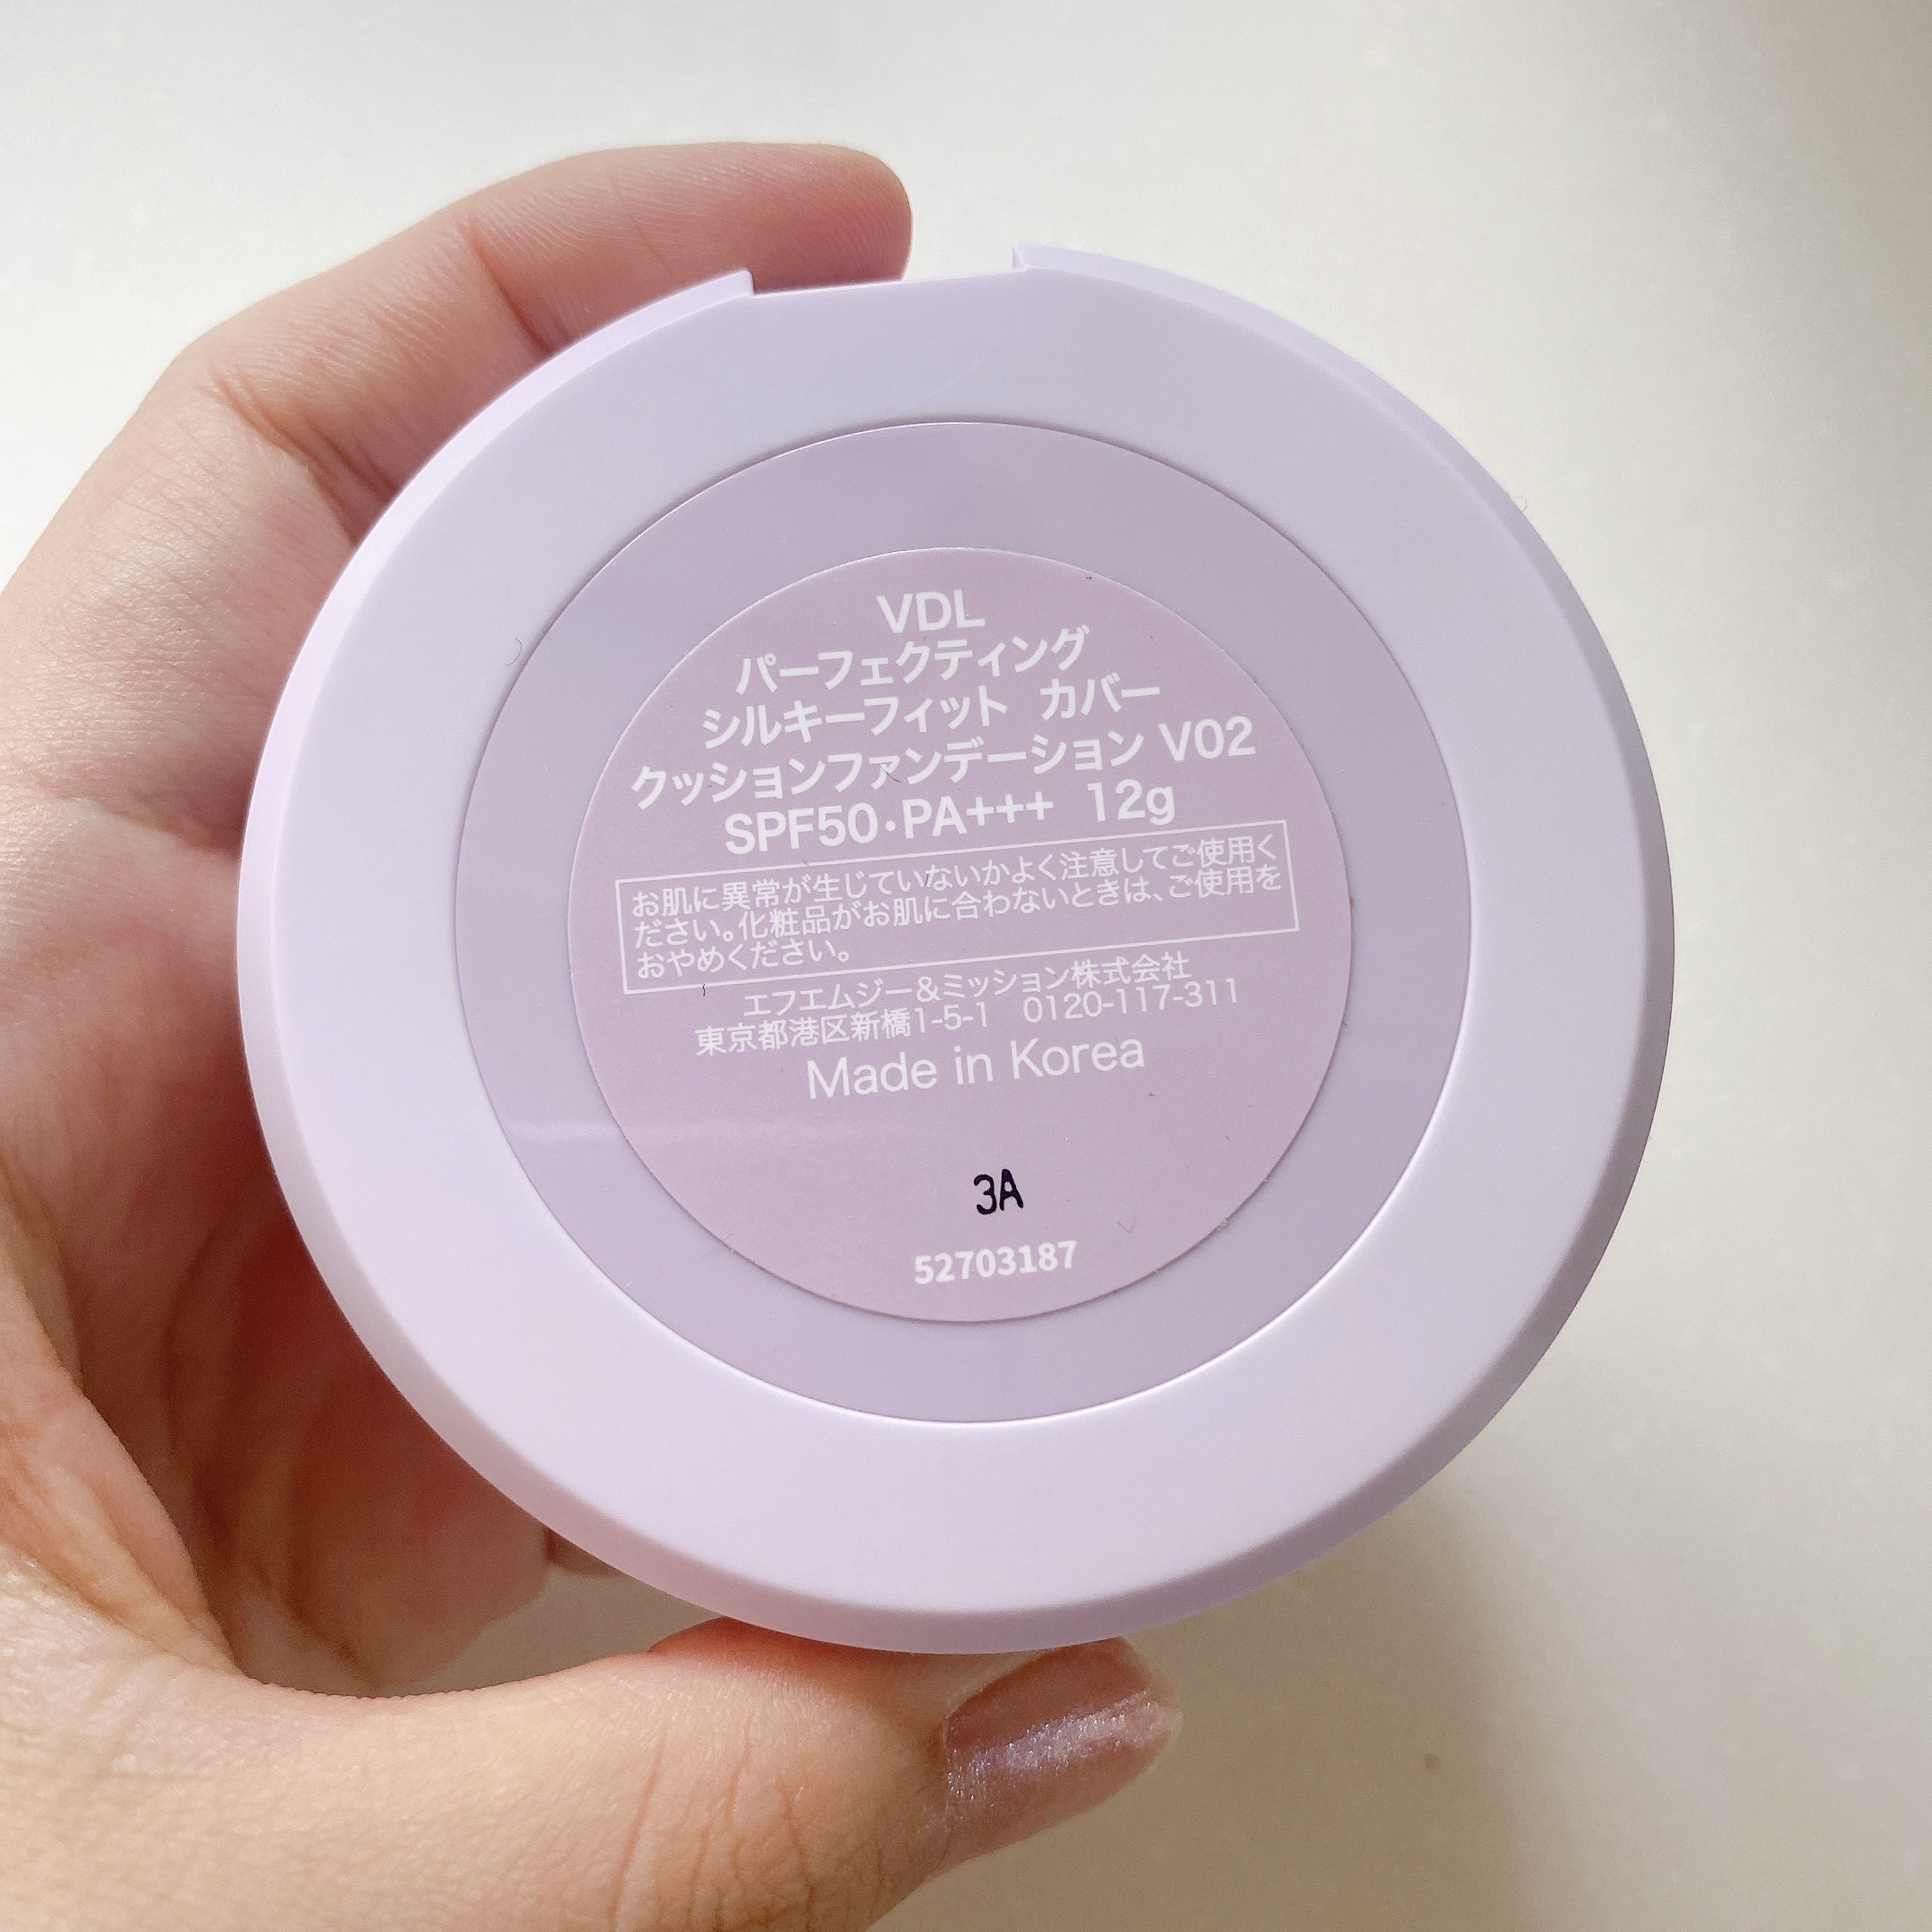 VDL
パーフェクティング
シルキーフィット カバー
クッションファンデーション V02
SPF50・PA+++ 12g
お肌に異常が生じていないかよく注意してご使用く
ださい。化粧品がお肌に合わないときは、ご使用を
おやめください。
エフエムジー&ミッション株式会社
東京都港区新橋1-5-1 0120-117-311
Made in Korea
3A
52703187